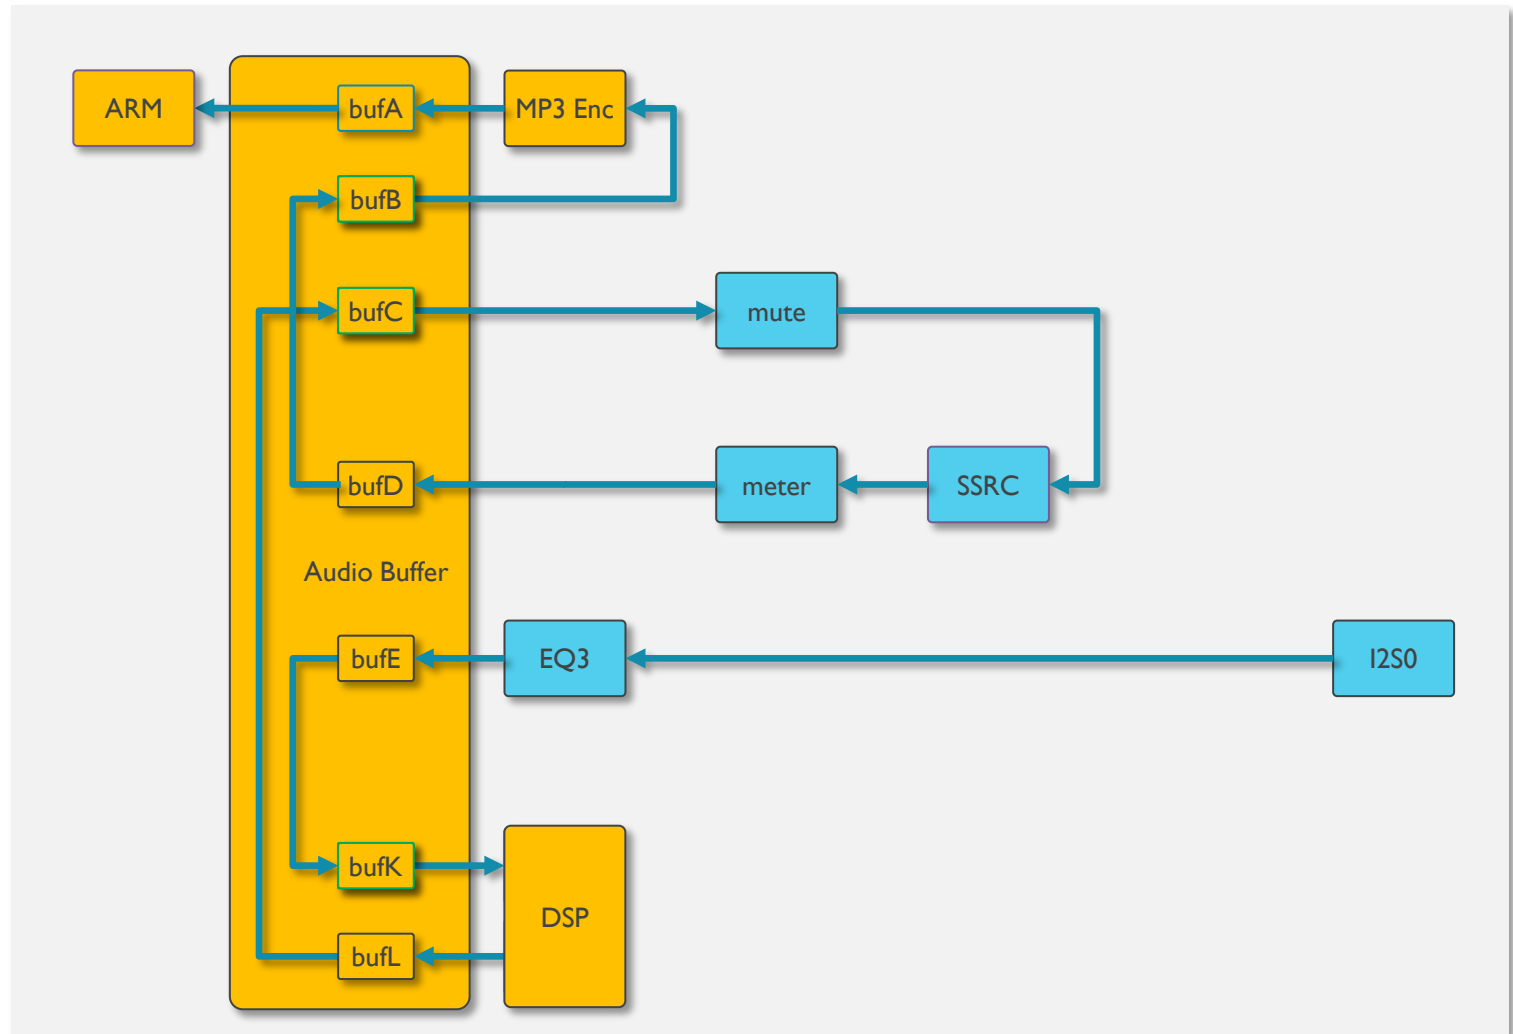 ARM
bufA
MP3 Enc
bufB
bufC
mute
bufD
meter
SSRC
Audio Buffer
bufE
EQ3
I2S0
bufK
DSP
bufL